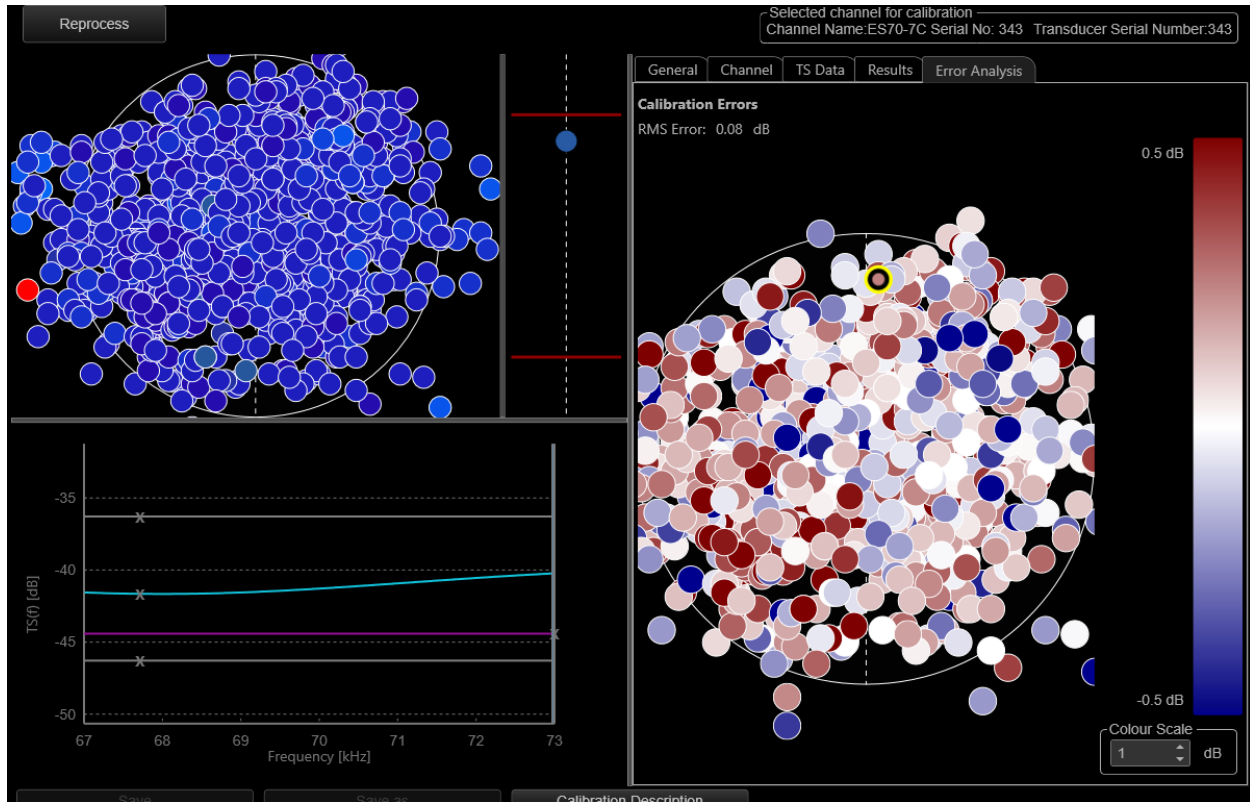 Reprocess
Selected channel for calibration
Channel Name:ES70-7C Serial No: 343 Transducer Serial Number:343
General Channel TS Data Results Error Analysis
Calibration Errors
RMS Error: 0.08 dB
0.5 dB
-35
X
-40
X
TS(f) [dB]
-45
X
X
-50
67 68 69 70 71 72 73
Frequency [kHz]
-0.5 dB
Colour Scale
1 dB
Save Save as Calibration Description